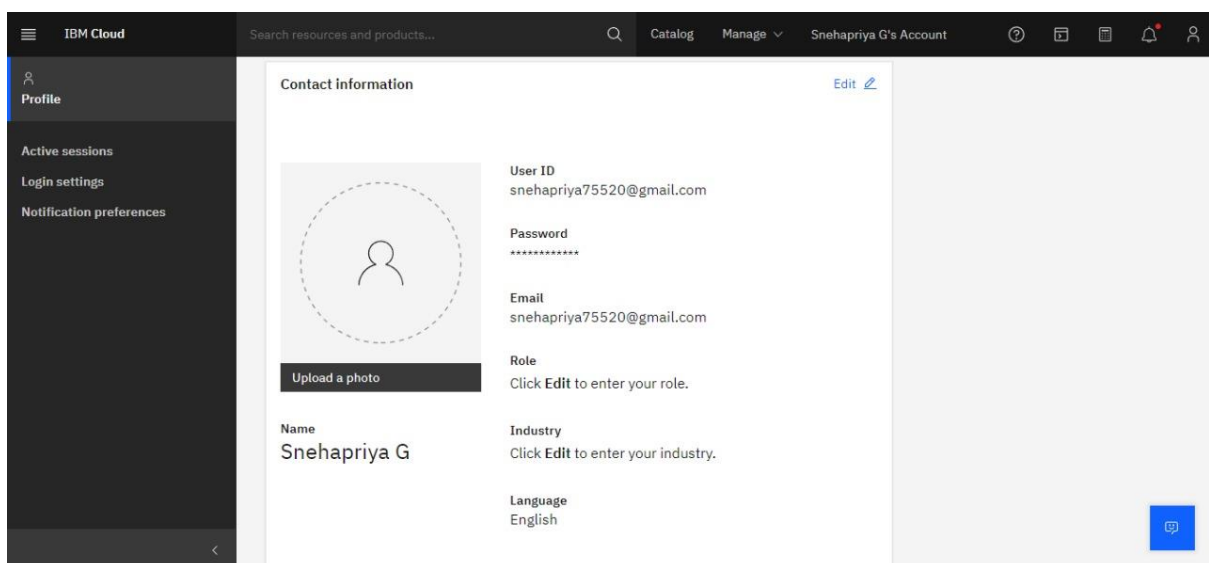 IBM Cloud
Search resources and products...
Catalog
Manage
Snehapriya G's Account
Profile
Active sessions
Login settings
Notification preferences
Contact information
Edit
Upload a photo
Name
Snehapriya G
User ID
snehapriya75520@gmail.com
Password
************
Email
snehapriya75520@gmail.com
Role
Click Edit to enter your role.
Industry
Click Edit to enter your industry.
Language
English